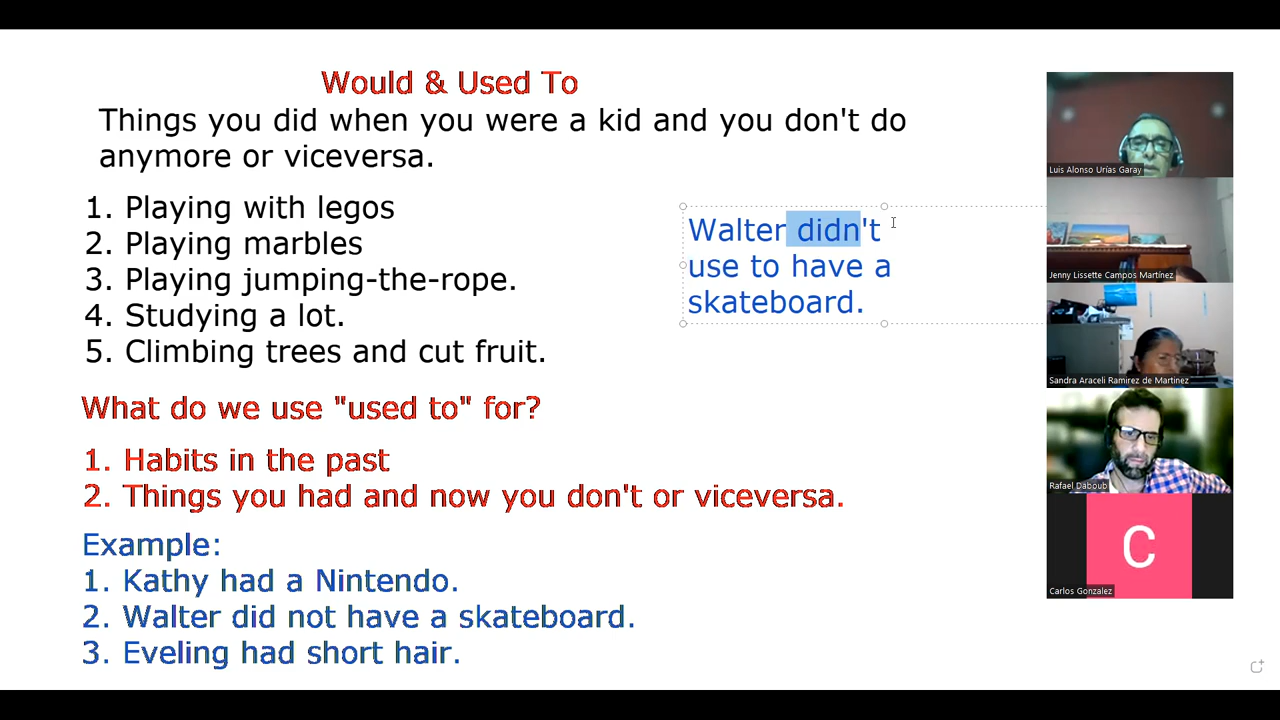 Would & Used To
Things you did when you were a kid and you don't do
anymore or viceversa.
1. Playing with legos
2. Playing marbles
3. Playing jumping-the-rope.
4. Studying a lot.
5. Climbing trees and cut fruit.
Walter didn't
use to have a
skateboard.
What do we use "used to" for?
1. Habits in the past
2. Things you had and now you don't or viceversa.
Example:
1. Kathy had a Nintendo.
2. Walter did not have a skateboard.
3. Eveling had short hair.
Luis Alonso Urías Garay
Jenny Lissette Campos Martínez
Sandra Araceli Ramirez de Martinez
Rafael Daboub
C
Carlos Gonzalez